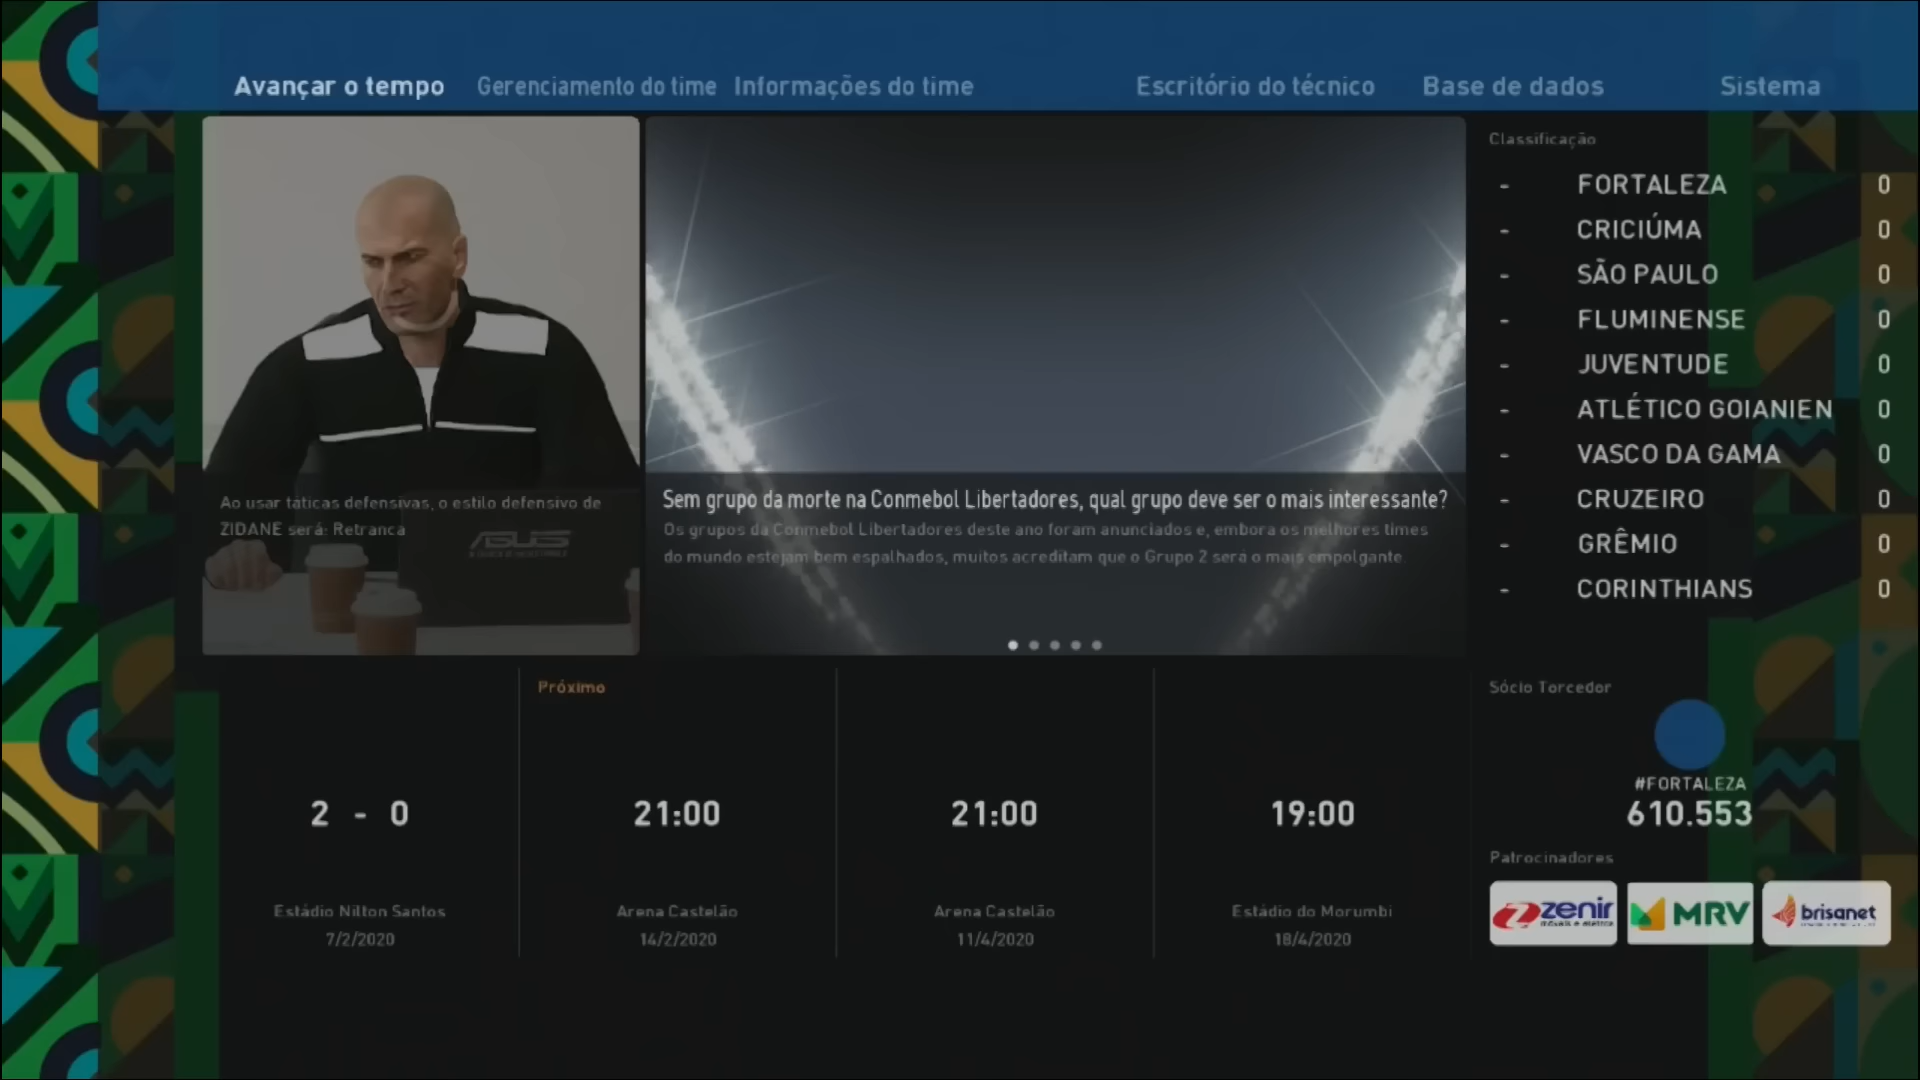 Avançar o tempo
Gerenciamento do time
Informações do time
Escritório do técnico
Base de dados
Sistema
Ao usar táticas defensivas, o estilo defensivo de
ZIDANE será: Retranca
ASUS
Sem grupo da morte na Conmebol Libertadores, qual grupo deve ser o mais interessante?
Os grupos da Conmebol Libertadores deste ano foram anunciados e, embora os melhores times
do mundo estejam bem espalhados, muitos acreditam que o Grupo 2 será o mais empolgante
Classificação
- FORTALEZA 0
- CRICIÚMA 0
- SÃO PAULO 0
- FLUMINENSE 0
- JUVENTUDE 0
- ATLÉTICO GOIANIEN 0
- VASCO DA GAMA 0
- CRUZEIRO 0
- GRÊMIO 0
- CORINTHIANS 0
2 - 0
Estádio Nilton Santos
7/2/2020
Próximo
21:00
Arena Castelão
14/2/2020
21:00
Arena Castelão
11/4/2020
19:00
Estádio do Morumbi
18/4/2020
Sócio Torcedor
#FORTALEZA
610.553
Patrocinadores
zenir
MRV
brisanet